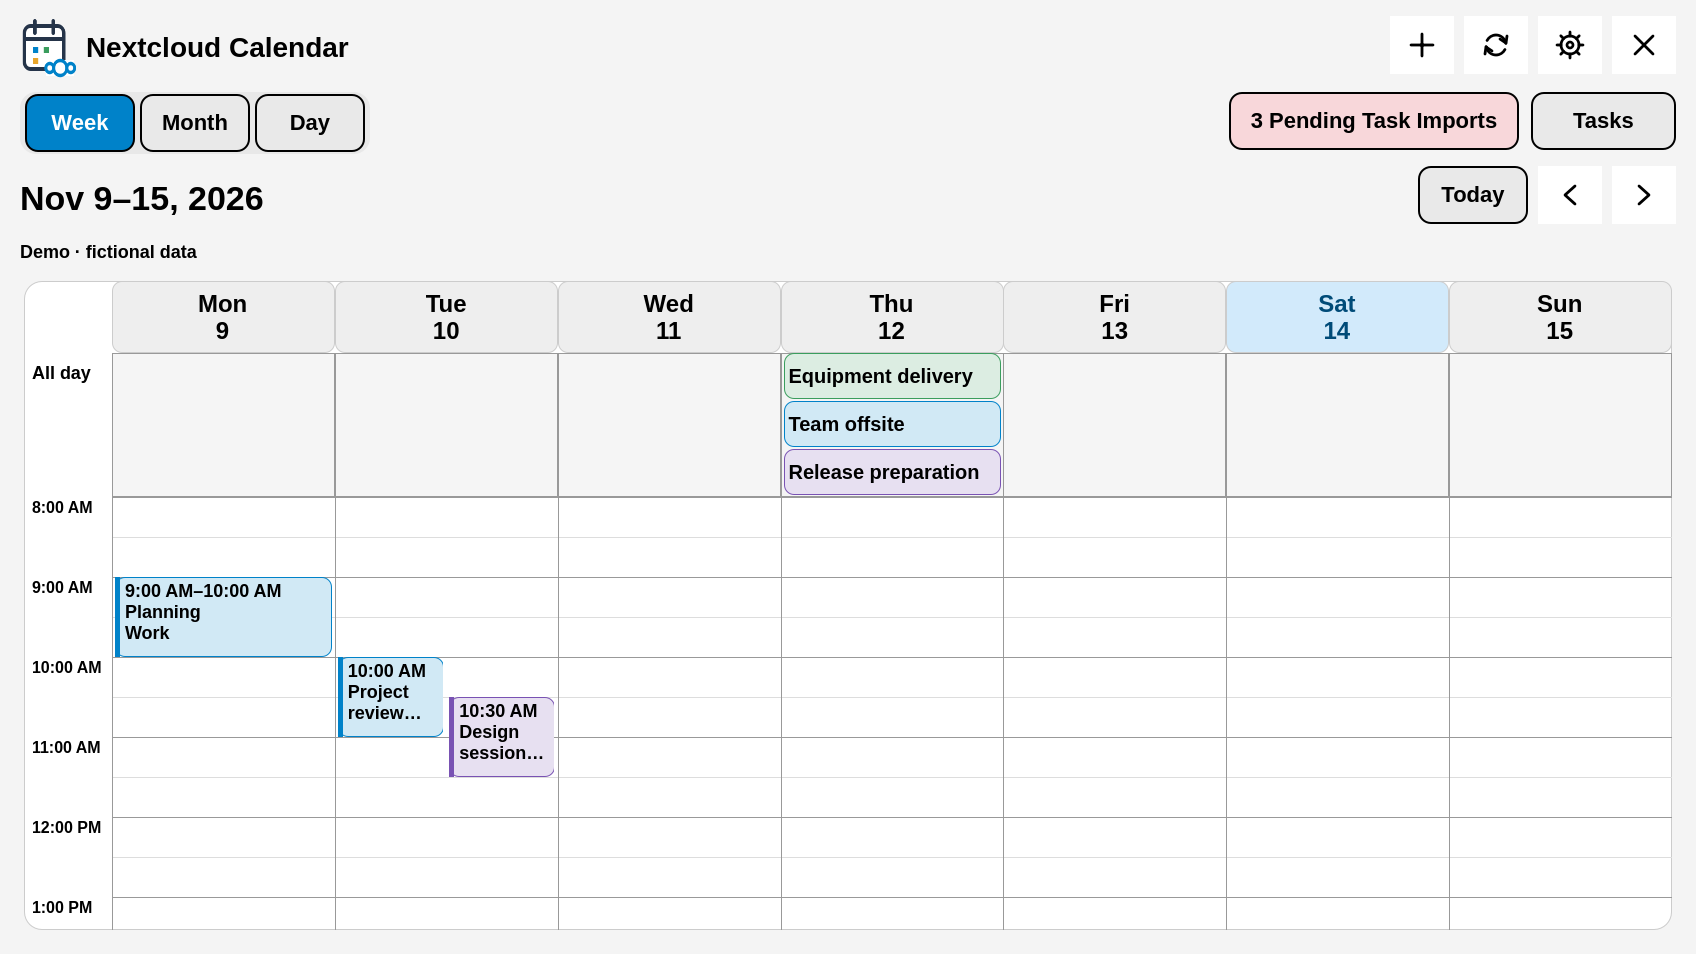 Nextcloud Calendar
Week
Month
Day
3 Pending Task Imports
Tasks
Nov 9–15, 2026
Today
Demo · fictional data
Mon
9
Tue
10
Wed
11
Thu
12
Fri
13
Sat
14
Sun
15
All day
Equipment delivery
Team offsite
Release preparation
8:00 AM
9:00 AM
9:00 AM–10:00 AM
Planning
Work
10:00 AM
10:00 AM
Project
review…
10:30 AM
Design
session…
11:00 AM
12:00 PM
1:00 PM